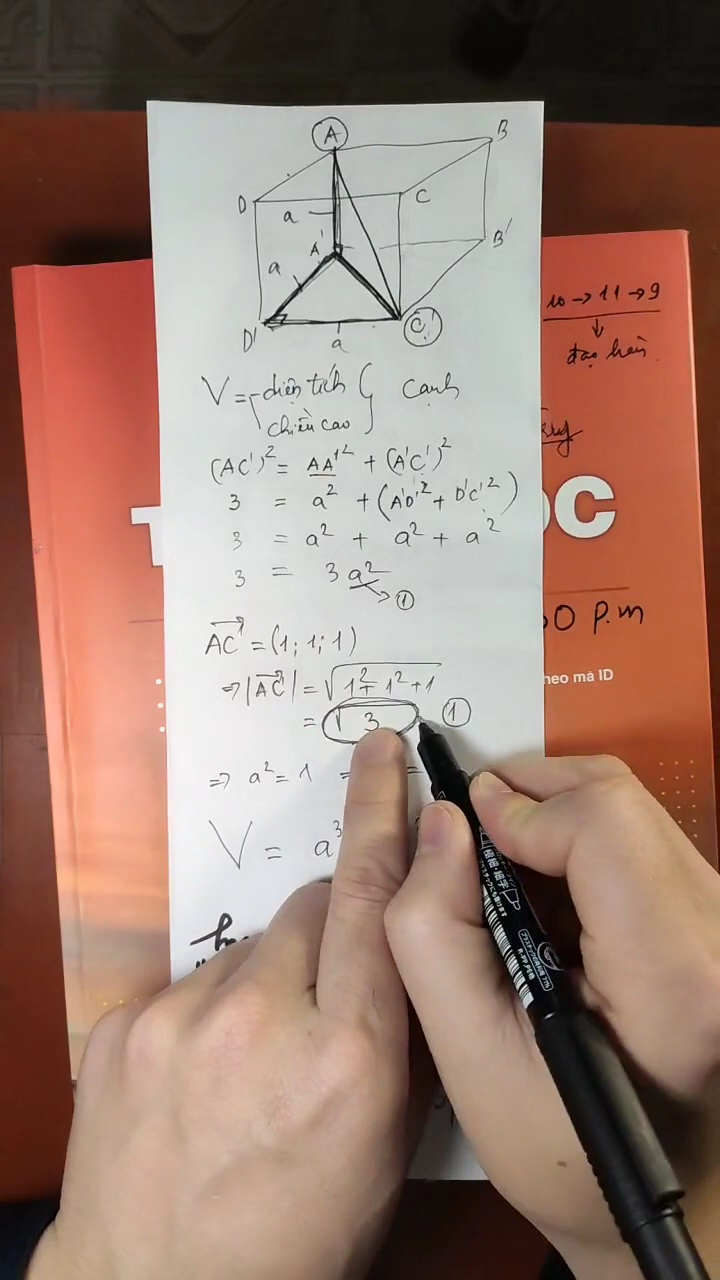 A
B
D
C
a
A'
B'
a
D'
a
C'
10 → 11 → 9
đạo hàm
V = diện tích
chiều cao
cạnh
(AC')² = AA'² + (A'C')²
3 = a² + (A'D'² + D'C'²)
3 = a² + a² + a²
3 = 3a²
①
AC' = (1; 1; 1)
⇒ |AC'| = √1² + 1² + 1
= √3 ①
⇒ a² = 1
V = a³
ỌC
0 p.m
heo mã ID